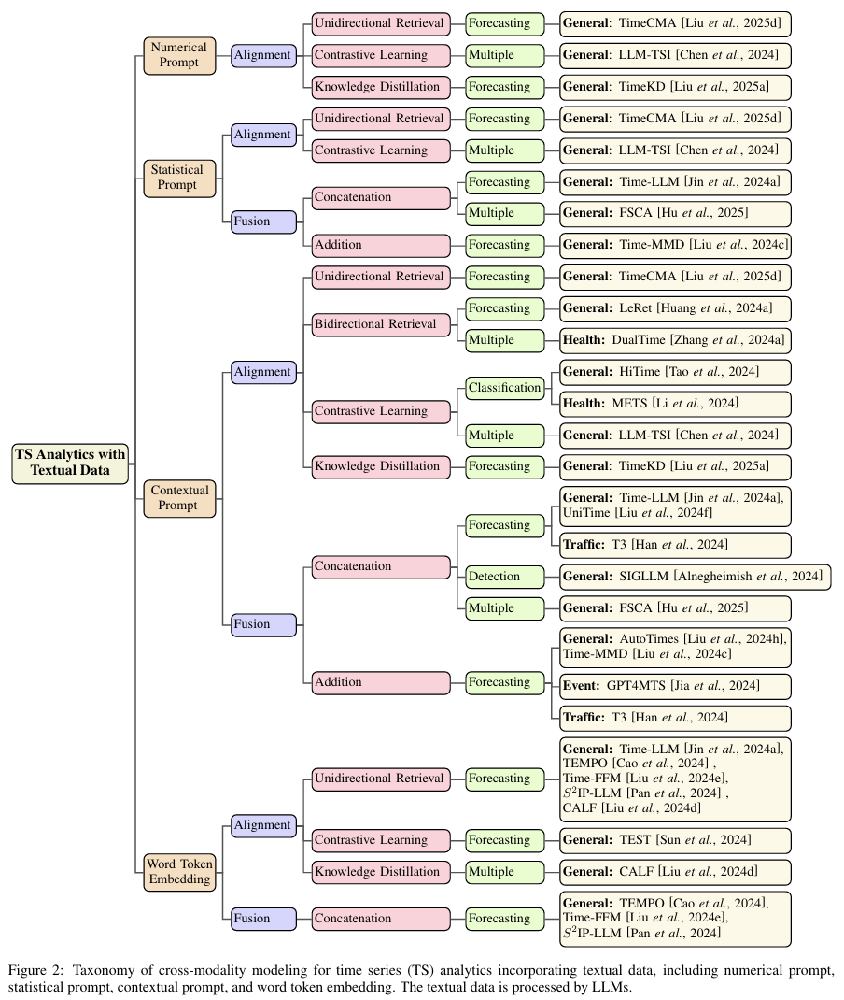 TS Analytics with
Textual Data
Numerical
Prompt
Alignment
Unidirectional Retrieval
Forecasting
General: TimeCMA [Liu et al., 2025d]
Contrastive Learning
Multiple
General: LLM-TSI [Chen et al., 2024]
Knowledge Distillation
Forecasting
General: TimeKD [Liu et al., 2025a]
Statistical
Prompt
Alignment
Unidirectional Retrieval
Forecasting
General: TimeCMA [Liu et al., 2025d]
Contrastive Learning
Multiple
General: LLM-TSI [Chen et al., 2024]
Fusion
Concatenation
Forecasting
General: Time-LLM [Jin et al., 2024a]
Multiple
General: FSCA [Hu et al., 2025]
Addition
Forecasting
General: Time-MMD [Liu et al., 2024c]
Contextual
Prompt
Alignment
Unidirectional Retrieval
Forecasting
General: TimeCMA [Liu et al., 2025d]
Bidirectional Retrieval
Forecasting
General: LeRet [Huang et al., 2024a]
Multiple
Health: DualTime [Zhang et al., 2024a]
Contrastive Learning
Classification
General: HiTime [Tao et al., 2024]
Health: METS [Li et al., 2024]
Multiple
General: LLM-TSI [Chen et al., 2024]
Knowledge Distillation
Forecasting
General: TimeKD [Liu et al., 2025a]
Fusion
Concatenation
Forecasting
General: Time-LLM [Jin et al., 2024a],
UniTime [Liu et al., 2024f]
Traffic: T3 [Han et al., 2024]
Detection
General: SIGLLM [Alnegheimish et al., 2024]
Multiple
General: FSCA [Hu et al., 2025]
Addition
Forecasting
General: AutoTimes [Liu et al., 2024h],
Time-MMD [Liu et al., 2024c]
Event: GPT4MTS [Jia et al., 2024]
Traffic: T3 [Han et al., 2024]
Word Token
Embedding
Alignment
Unidirectional Retrieval
Forecasting
General: Time-LLM [Jin et al., 2024a],
TEMPO [Cao et al., 2024] ,
Time-FFM [Liu et al., 2024e],
S²IP-LLM [Pan et al., 2024] ,
CALF [Liu et al., 2024d]
Contrastive Learning
Forecasting
General: TEST [Sun et al., 2024]
Knowledge Distillation
Multiple
General: CALF [Liu et al., 2024d]
Fusion
Concatenation
Forecasting
General: TEMPO [Cao et al., 2024],
Time-FFM [Liu et al., 2024e],
S²IP-LLM [Pan et al., 2024]
Figure 2: Taxonomy of cross-modality modeling for time series (TS) analytics incorporating textual data, including numerical prompt,
statistical prompt, contextual prompt, and word token embedding. The textual data is processed by LLMs.